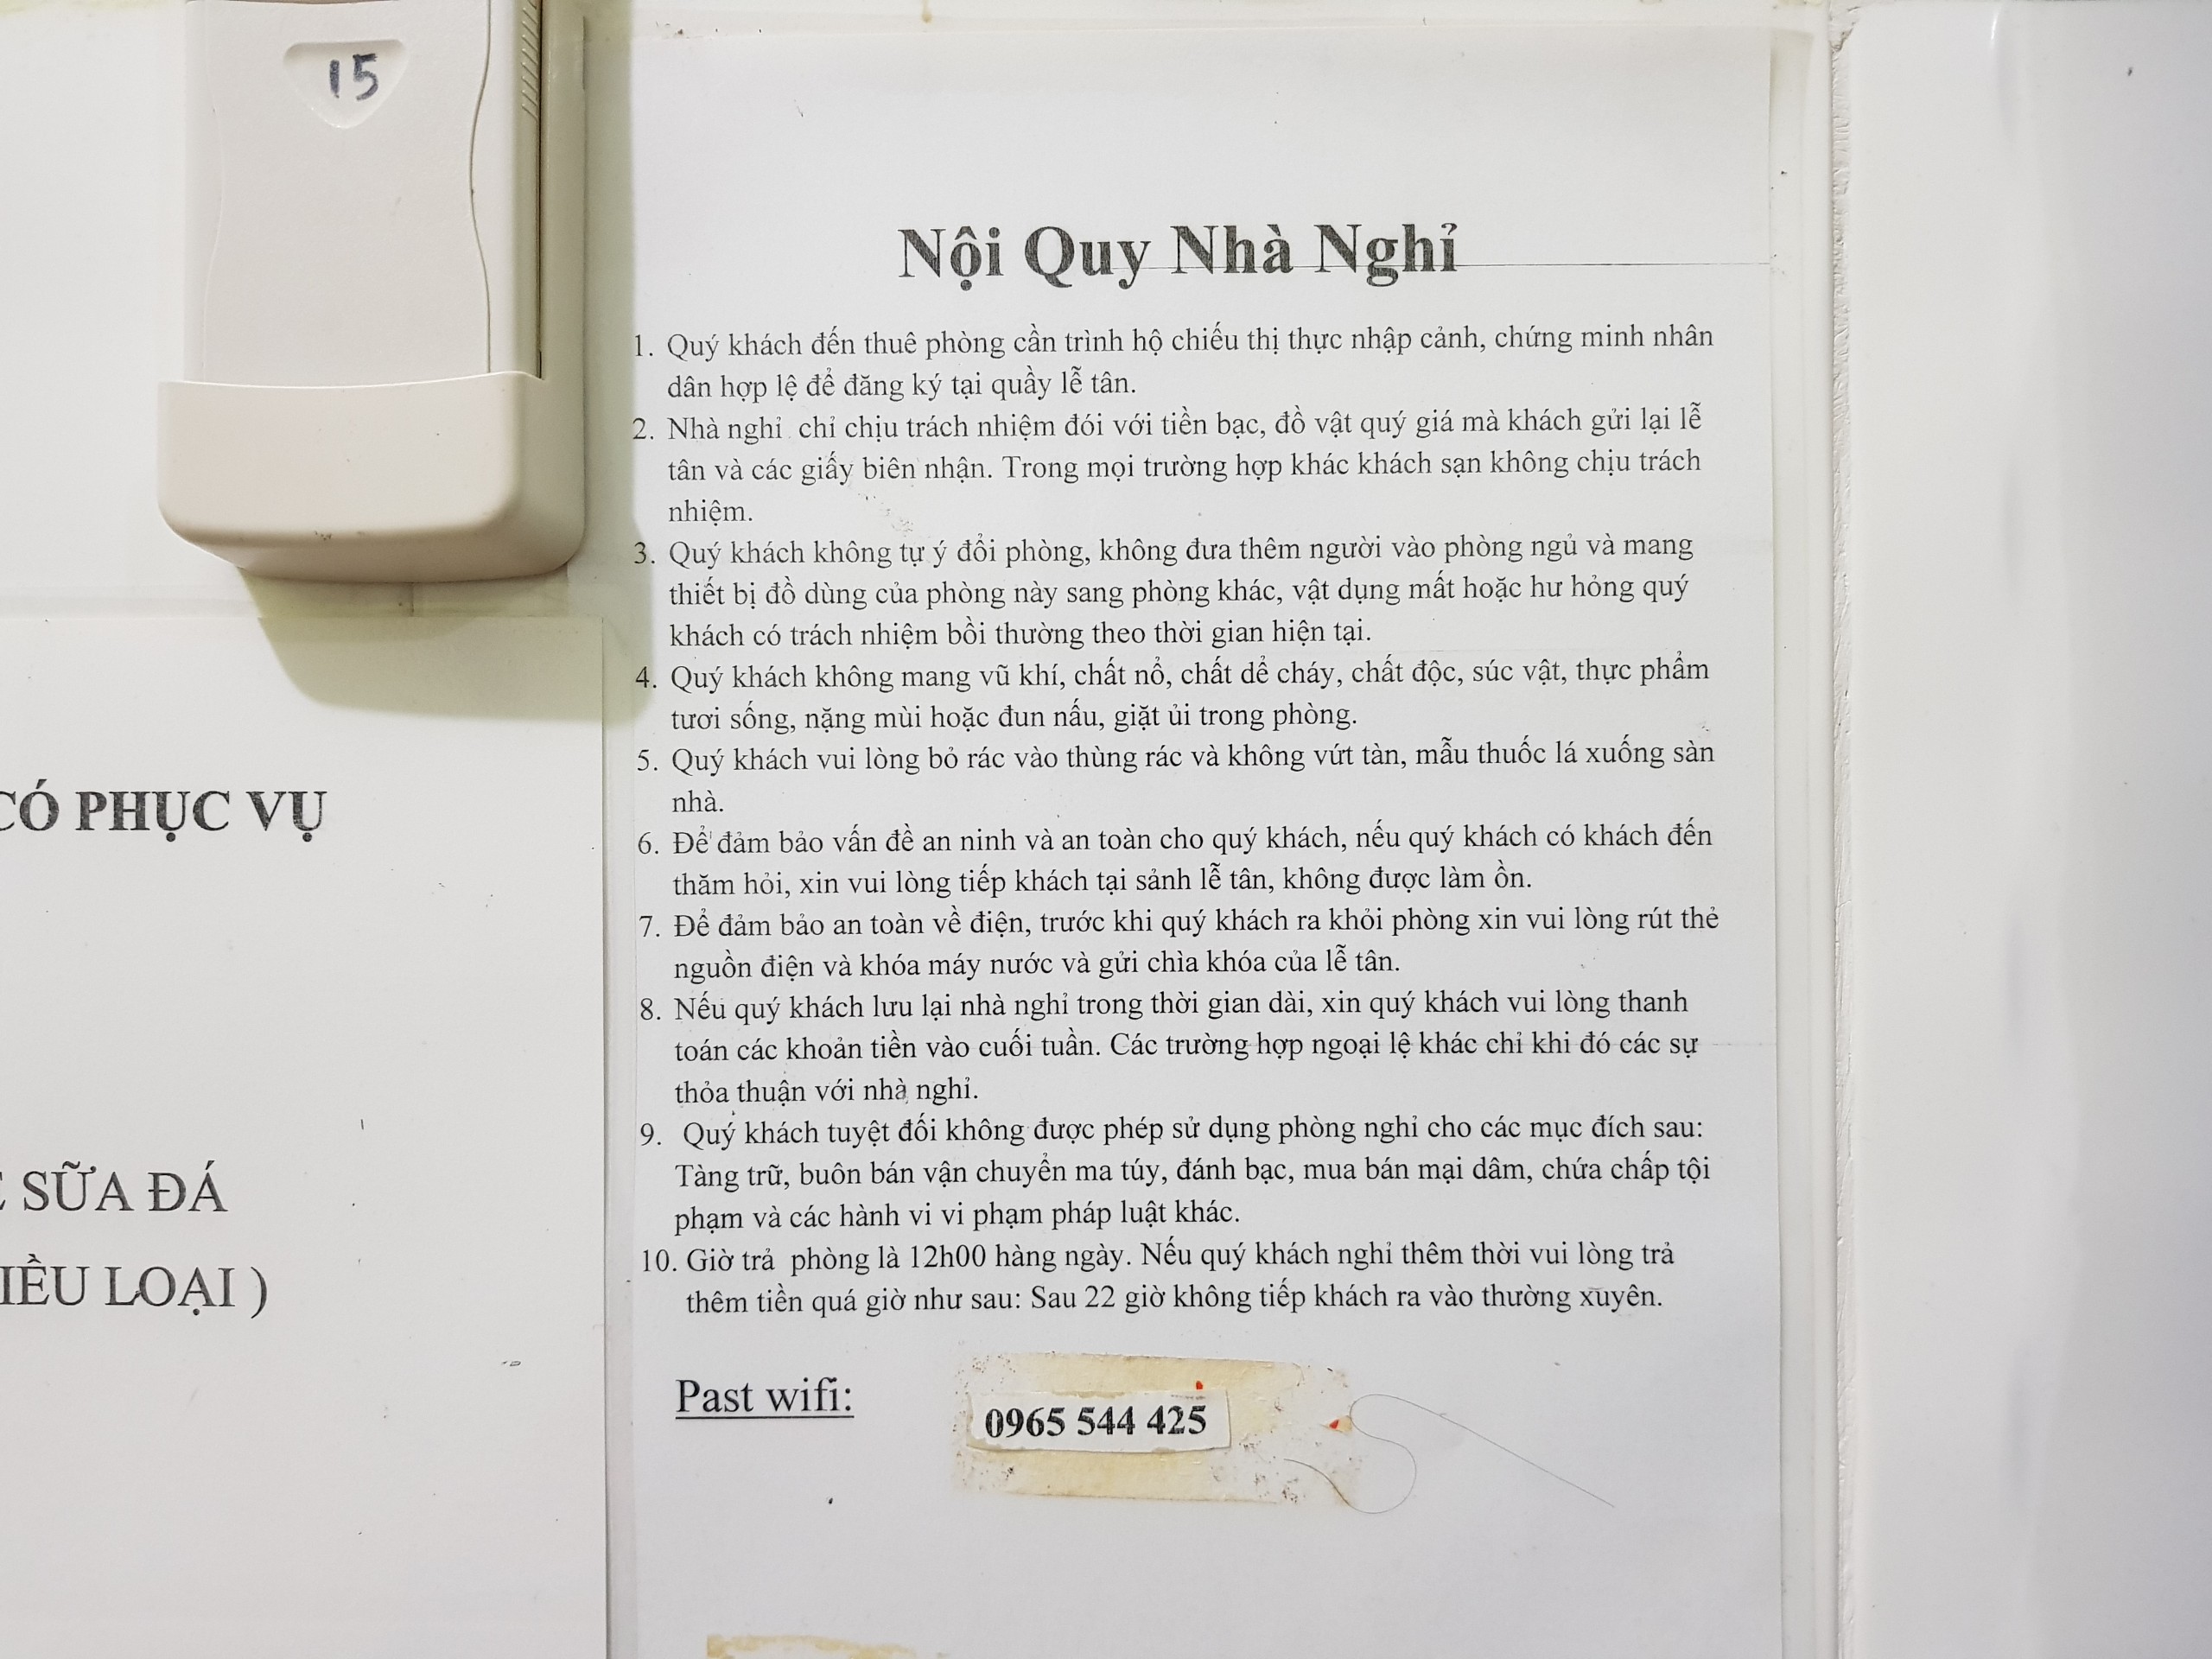 15
Nội Quy Nhà Nghỉ
1. Quý khách đến thuê phòng cần trình hộ chiếu thị thực nhập cảnh, chứng minh nhân
dân hợp lệ để đăng ký tại quầy lễ tân.
2. Nhà nghỉ chỉ chịu trách nhiệm đói với tiền bạc, đồ vật quý giá mà khách gửi lại lễ
tân và các giấy biên nhận. Trong mọi trường hợp khác khách sạn không chịu trách
nhiệm.
3. Quý khách không tự ý đổi phòng, không đưa thêm người vào phòng ngủ và mang
thiết bị đồ dùng của phòng này sang phòng khác, vật dụng mất hoặc hư hỏng quý
khách có trách nhiệm bồi thường theo thời gian hiện tại.
4. Quý khách không mang vũ khí, chất nổ, chất dể cháy, chất độc, súc vật, thực phẩm
tươi sống, nặng mùi hoặc đun nấu, giặt ủi trong phòng.
5. Quý khách vui lòng bỏ rác vào thùng rác và không vứt tàn, mẫu thuốc lá xuống sàn
nhà.
6. Để đảm bảo vấn đề an ninh và an toàn cho quý khách, nếu quý khách có khách đến
thăm hỏi, xin vui lòng tiếp khách tại sảnh lễ tân, không được làm ồn.
7. Để đảm bảo an toàn về điện, trước khi quý khách ra khỏi phòng xin vui lòng rút thẻ
nguồn điện và khóa máy nước và gửi chìa khóa của lễ tân.
8. Nếu quý khách lưu lại nhà nghỉ trong thời gian dài, xin quý khách vui lòng thanh
toán các khoản tiền vào cuối tuần. Các trường hợp ngoại lệ khác chỉ khi đó các sự
thỏa thuận với nhà nghỉ.
9. Quý khách tuyệt đối không được phép sử dụng phòng nghỉ cho các mục đích sau:
Tàng trữ, buôn bán vận chuyển ma túy, đánh bạc, mua bán mại dâm, chứa chấp tội
phạm và các hành vi vi phạm pháp luật khác.
10. Giờ trả phòng là 12h00 hàng ngày. Nếu quý khách nghỉ thêm thời vui lòng trả
thêm tiền quá giờ như sau: Sau 22 giờ không tiếp khách ra vào thường xuyên.
Past wifi:
0965 544 425
CÓ PHỤC VỤ
SỮA ĐÁ
IỀU LOẠI )